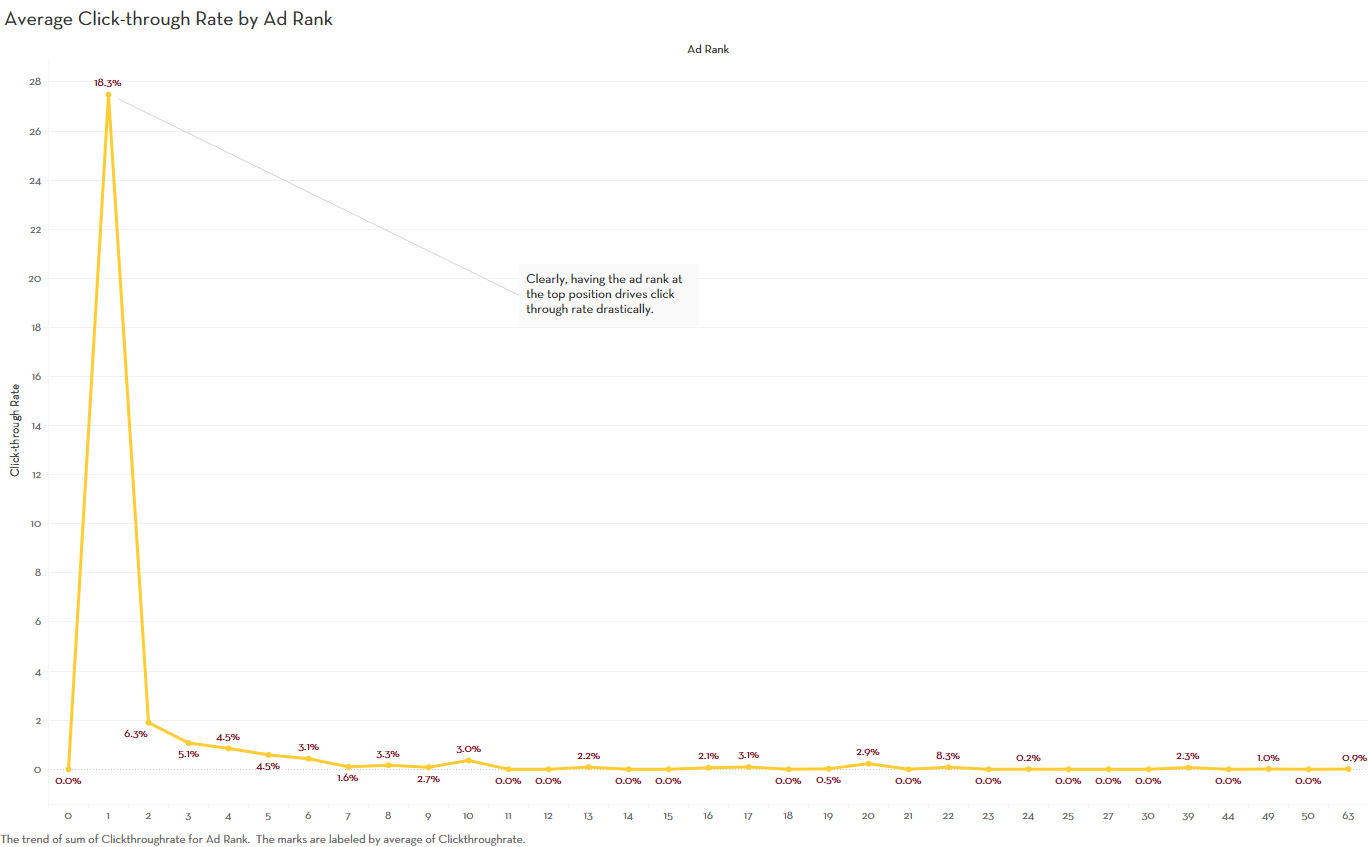 Average Click-through Rate by Ad Rank
Ad Rank
28
26
24
22
20
18
16
14
12
10
8
6
4
2
0
Click-through Rate
18.3%
Clearly, having the ad rank at
the top position drives click
through rate drastically.
0.0% 6.3% 5.1% 4.5% 4.5% 3.1% 1.6% 3.3% 2.7% 3.0% 0.0% 0.0% 2.2% 0.0% 0.0% 2.1% 3.1% 0.0% 0.5% 2.9% 0.0% 8.3% 0.0% 0.2% 0.0% 0.0% 0.0% 2.3% 0.0% 1.0% 0.0% 0.9%
0 1 2 3 4 5 6 7 8 9 10 11 12 13 14 15 16 17 18 19 20 21 22 23 24 25 27 30 39 44 49 50 63
The trend of sum of Clickthroughrate for Ad Rank. The marks are labeled by average of Clickthroughrate.